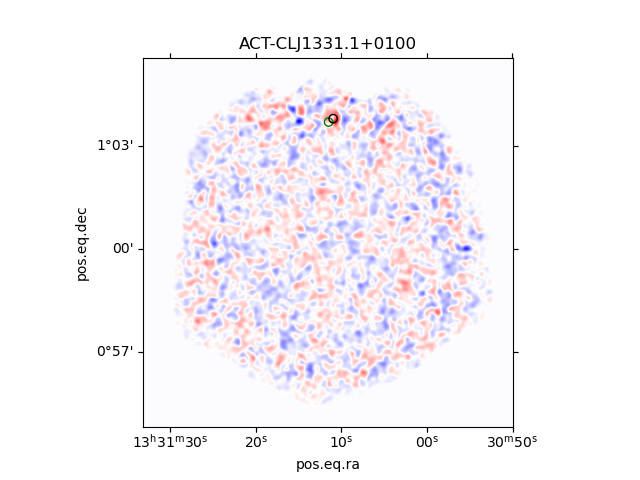 ACT-CLJ1331.1+0100
pos.eq.dec
1°03'
00'
0°57'
13ʰ31ᵐ30ˢ 20ˢ 10ˢ 00ˢ 30ᵐ50ˢ
pos.eq.ra